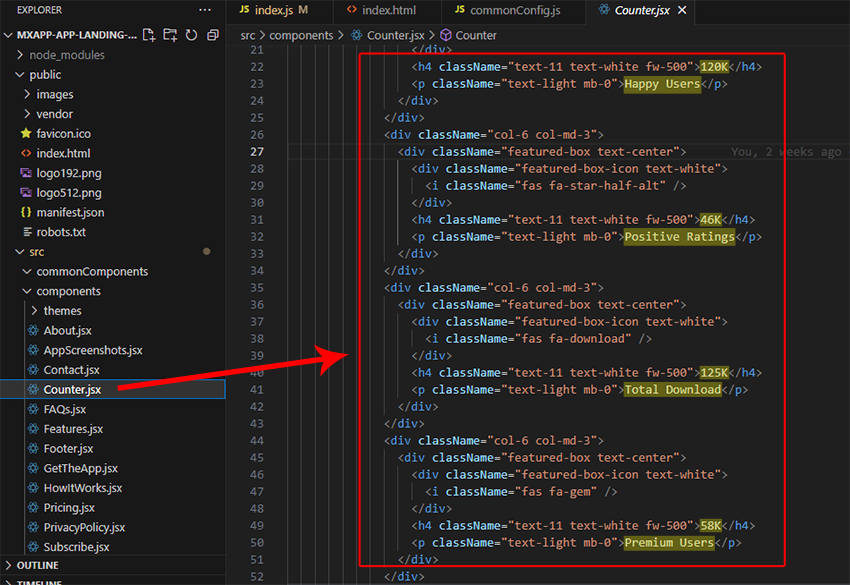 EXPLORER ...
JS index.js M <> index.html JS commonConfig.js Counter.jsx ×
MXAPP-APP-LANDING-...
node_modules
public
images
vendor
favicon.ico
<> index.html
logo192.png
logo512.png
{} manifest.json
robots.txt
src
commonComponents
components
themes
About.jsx
AppScreenshots.jsx
Contact.jsx
Counter.jsx
FAQs.jsx
Features.jsx
Footer.jsx
GetTheApp.jsx
HowItWorks.jsx
Pricing.jsx
PrivacyPolicy.jsx
Subscribe.jsx
OUTLINE
TIMELINE
src > components > Counter.jsx > Counter
21 </div>
22 <h4 className="text-11 text-white fw-500">120K</h4>
23 <p className="text-light mb-0">Happy Users</p>
24 </div>
25 </div>
26 <div className="col-6 col-md-3">
27 <div className="featured-box text-center"> You, 2 weeks ago
28 <div className="featured-box-icon text-white">
29 <i className="fas fa-star-half-alt" />
30 </div>
31 <h4 className="text-11 text-white fw-500">46K</h4>
32 <p className="text-light mb-0">Positive Ratings</p>
33 </div>
34 </div>
35 <div className="col-6 col-md-3">
36 <div className="featured-box text-center">
37 <div className="featured-box-icon text-white">
38 <i className="fas fa-download" />
39 </div>
40 <h4 className="text-11 text-white fw-500">125K</h4>
41 <p className="text-light mb-0">Total Download</p>
42 </div>
43 </div>
44 <div className="col-6 col-md-3">
45 <div className="featured-box text-center">
46 <div className="featured-box-icon text-white">
47 <i className="fas fa-gem" />
48 </div>
49 <h4 className="text-11 text-white fw-500">58K</h4>
50 <p className="text-light mb-0">Premium Users</p>
51 </div>
52 </div>